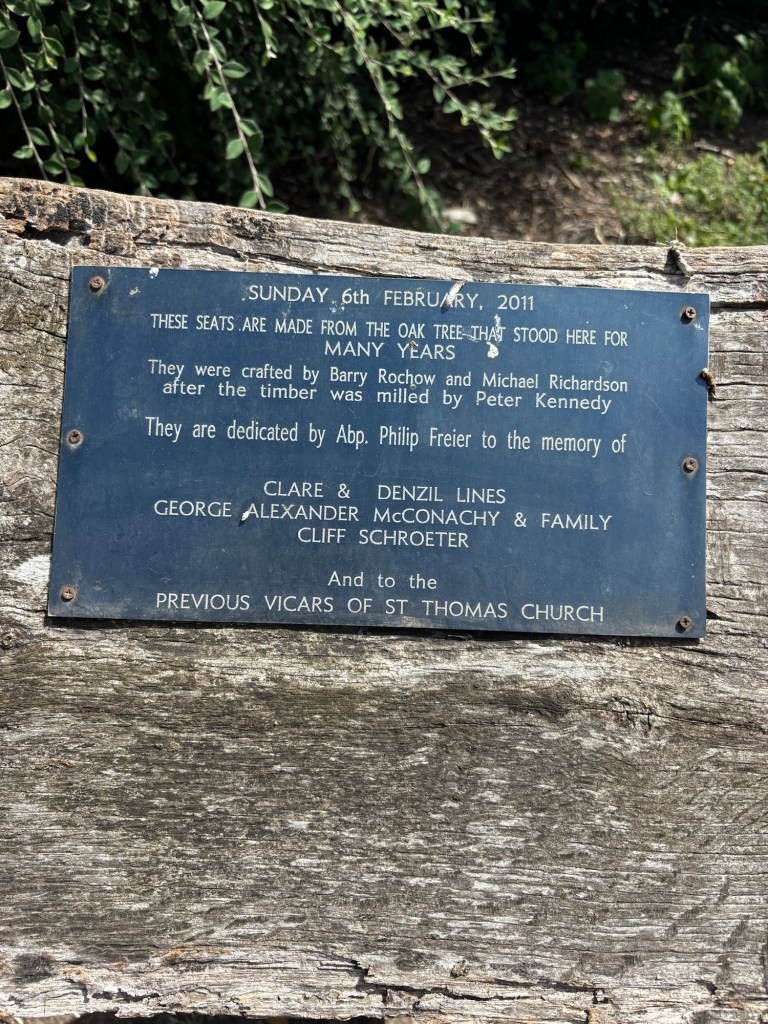 SUNDAY 6th FEBRUARY, 2011
THESE SEATS ARE MADE FROM THE OAK TREE THAT STOOD HERE FOR
MANY YEARS
They were crafted by Barry Rochow and Michael Richardson
after the timber was milled by Peter Kennedy
They are dedicated by Abp. Philip Freier to the memory of
CLARE & DENZIL LINES
GEORGE ALEXANDER McCONACHY & FAMILY
CLIFF SCHROETER
And to the
PREVIOUS VICARS OF ST THOMAS CHURCH